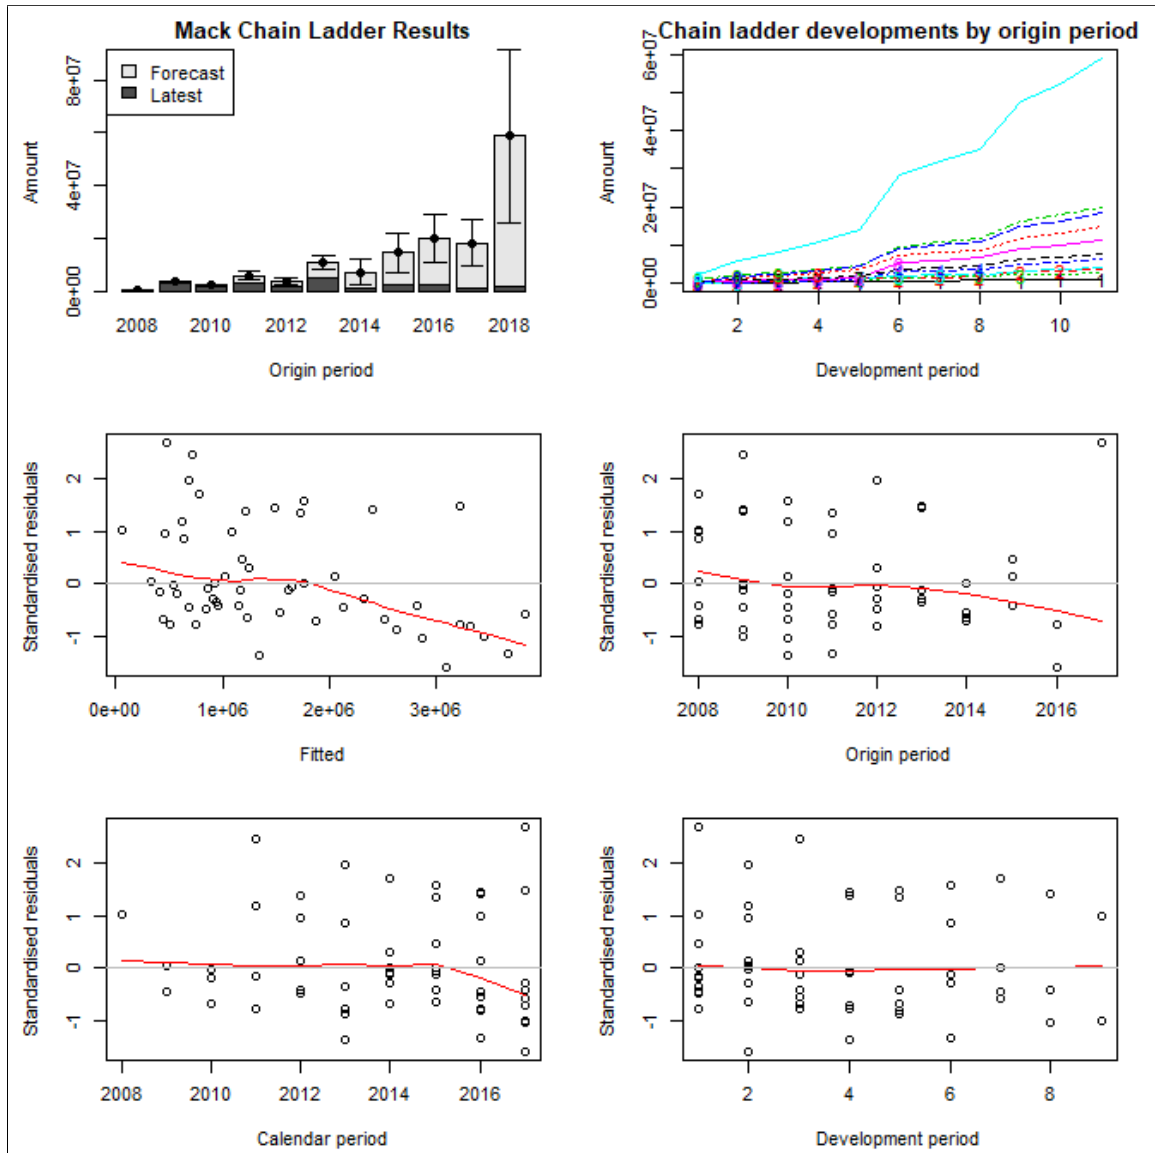 Mack Chain Ladder Results
Forecast
Latest
Amount
0e+00 4e+07 8e+07
2008 2010 2012 2014 2016 2018
Origin period
Chain ladder developments by origin period
Amount
0e+00 2e+07 4e+07 6e+07
2 4 6 8 10
Development period
Standardised residuals
-1 0 1 2
0e+00 1e+06 2e+06 3e+06
Fitted
Standardised residuals
-1 0 1 2
2008 2010 2012 2014 2016
Origin period
Standardised residuals
-1 0 1 2
2008 2010 2012 2014 2016
Calendar period
Standardised residuals
-1 0 1 2
2 4 6 8
Development period